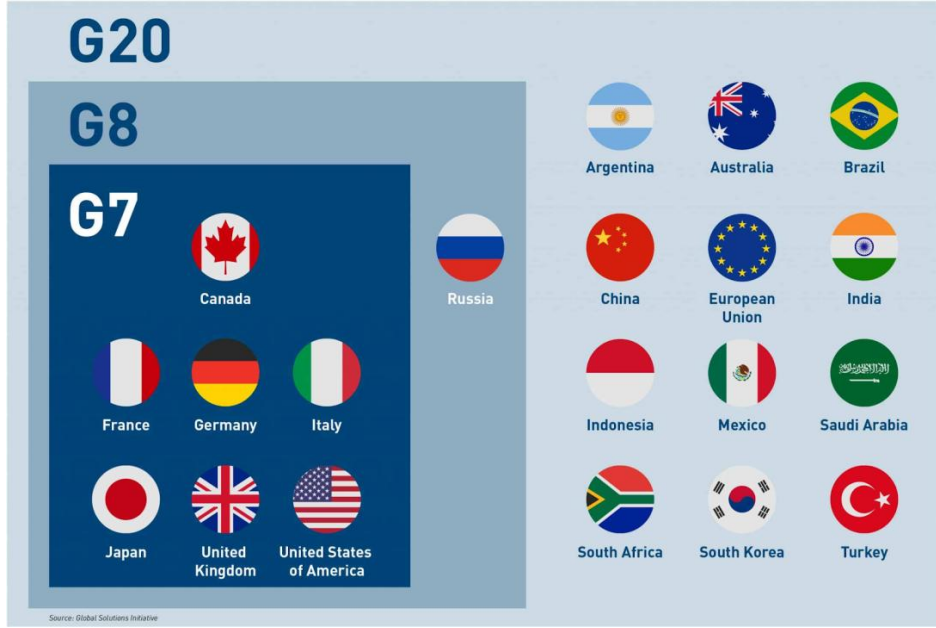 G20
G8
G7
Canada
France
Germany
Italy
Japan
United
Kingdom
United States
of America
Russia
Argentina
Australia
Brazil
China
European
Union
India
Indonesia
Mexico
Saudi Arabia
South Africa
South Korea
Turkey
Source: Global Solutions Initiative